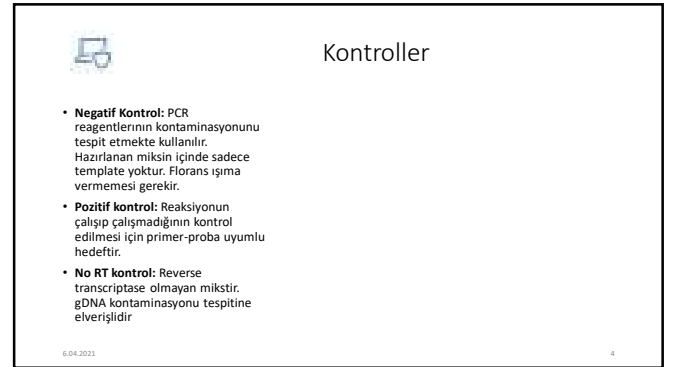 Kontroller
• Negatif Kontrol: PCR
reagentlerının kontaminasyonunu
tespit etmekte kullanılır.
Hazırlanan miksin içinde sadece
template yoktur. Florans ışıma
vermemesi gerekir.
• Pozitif kontrol: Reaksiyonun
çalışıp çalışmadığının kontrol
edilmesi için primer-proba uyumlu
hedeftir.
• No RT kontrol: Reverse
transcriptase olmayan mikstir.
gDNA kontaminasyonu tespitine
elverişlidir
6.04.2021
4